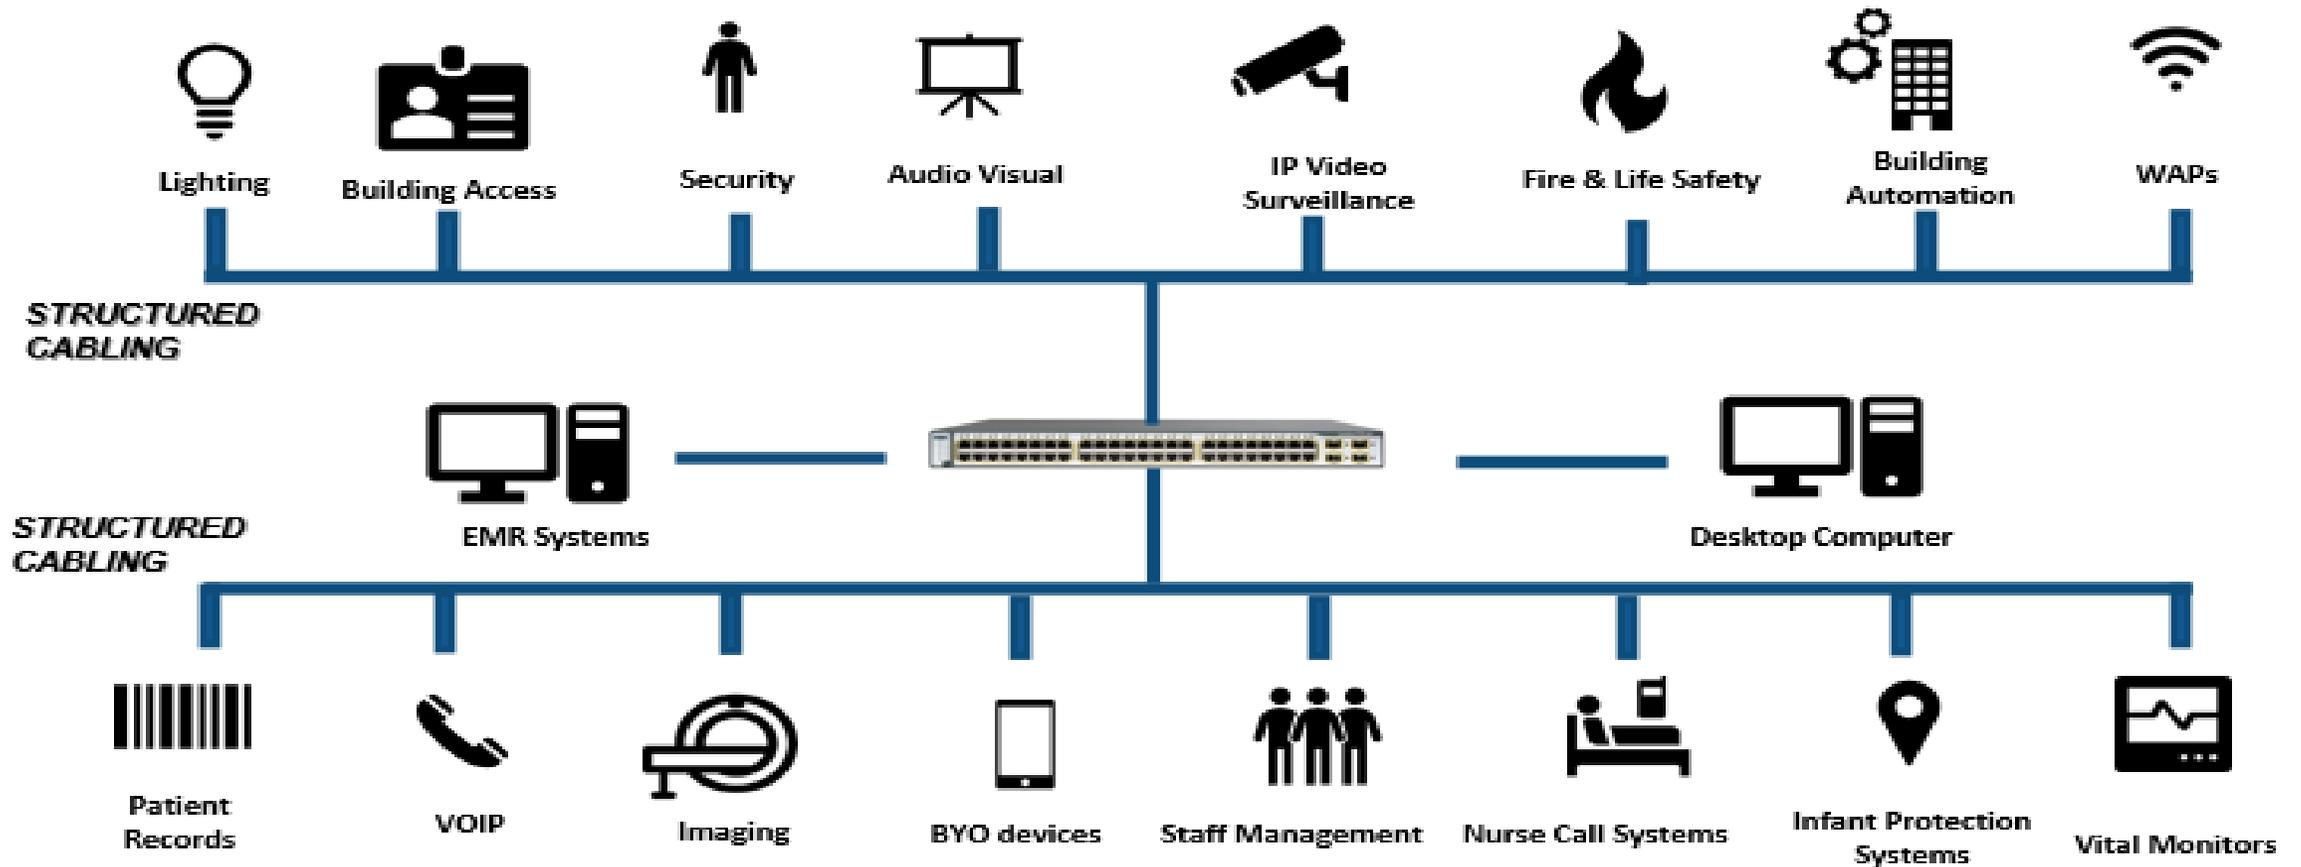 Lighting
Building Access
Security
Audio Visual
IP Video
Surveillance
Fire & Life Safety
Building
Automation
WAPs
STRUCTURED
CABLING
EMR Systems
Desktop Computer
STRUCTURED
CABLING
Patient
Records
VOIP
Imaging
BYO devices
Staff Management
Nurse Call Systems
Infant Protection
Systems
Vital Monitors